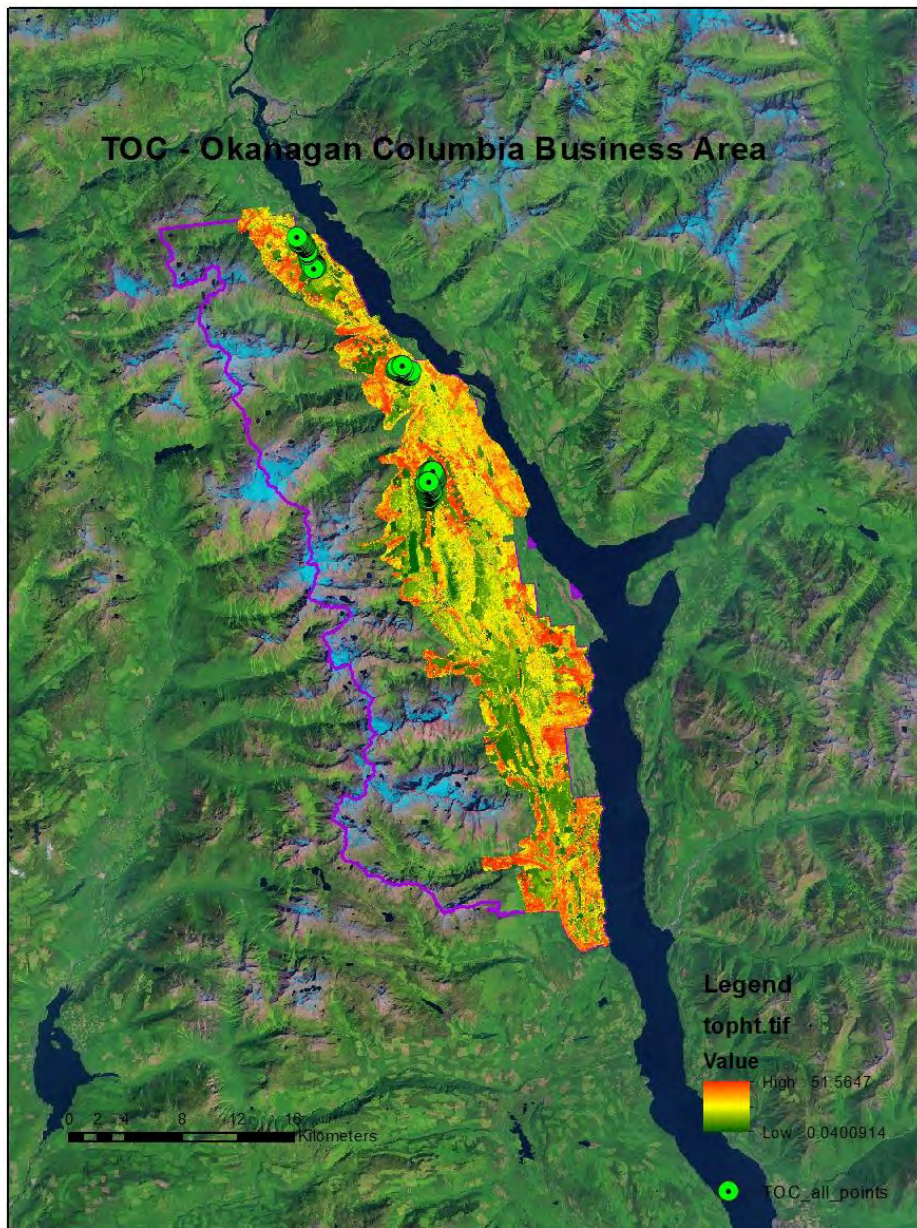 TOC - Okanagan Columbia Business Area
Legend
topht.tif
Value
High : 51.5647
Low : 0.0400914
0 2 4 8 12 16
Kilometers
TOC_all_points